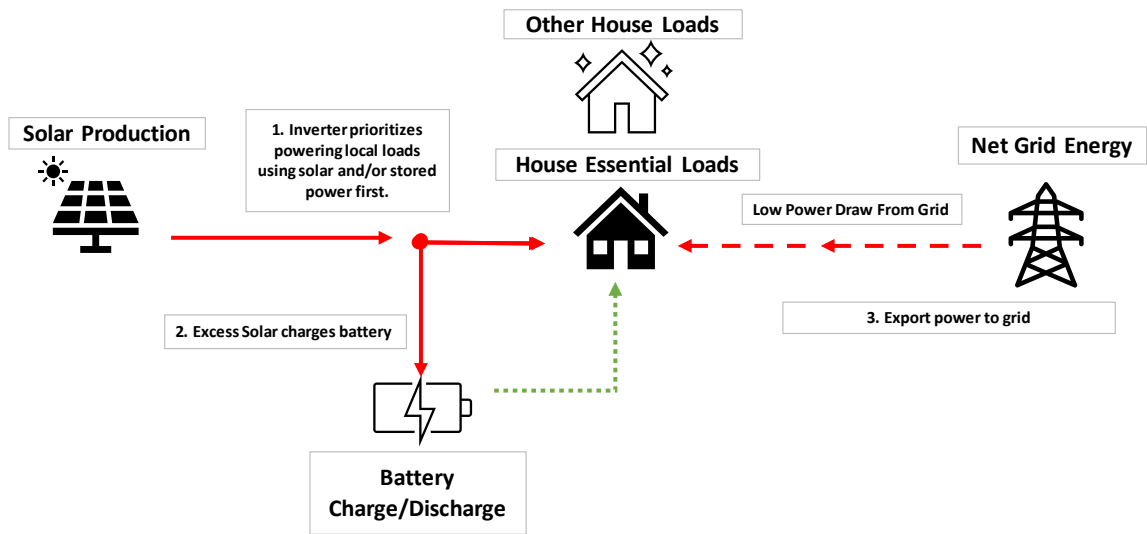 Other House Loads
Solar Production
1. Inverter prioritizes
powering local loads
using solar and/or stored
power first.
House Essential Loads
Net Grid Energy
Low Power Draw From Grid
2. Excess Solar charges battery
3. Export power to grid
Battery
Charge/Discharge